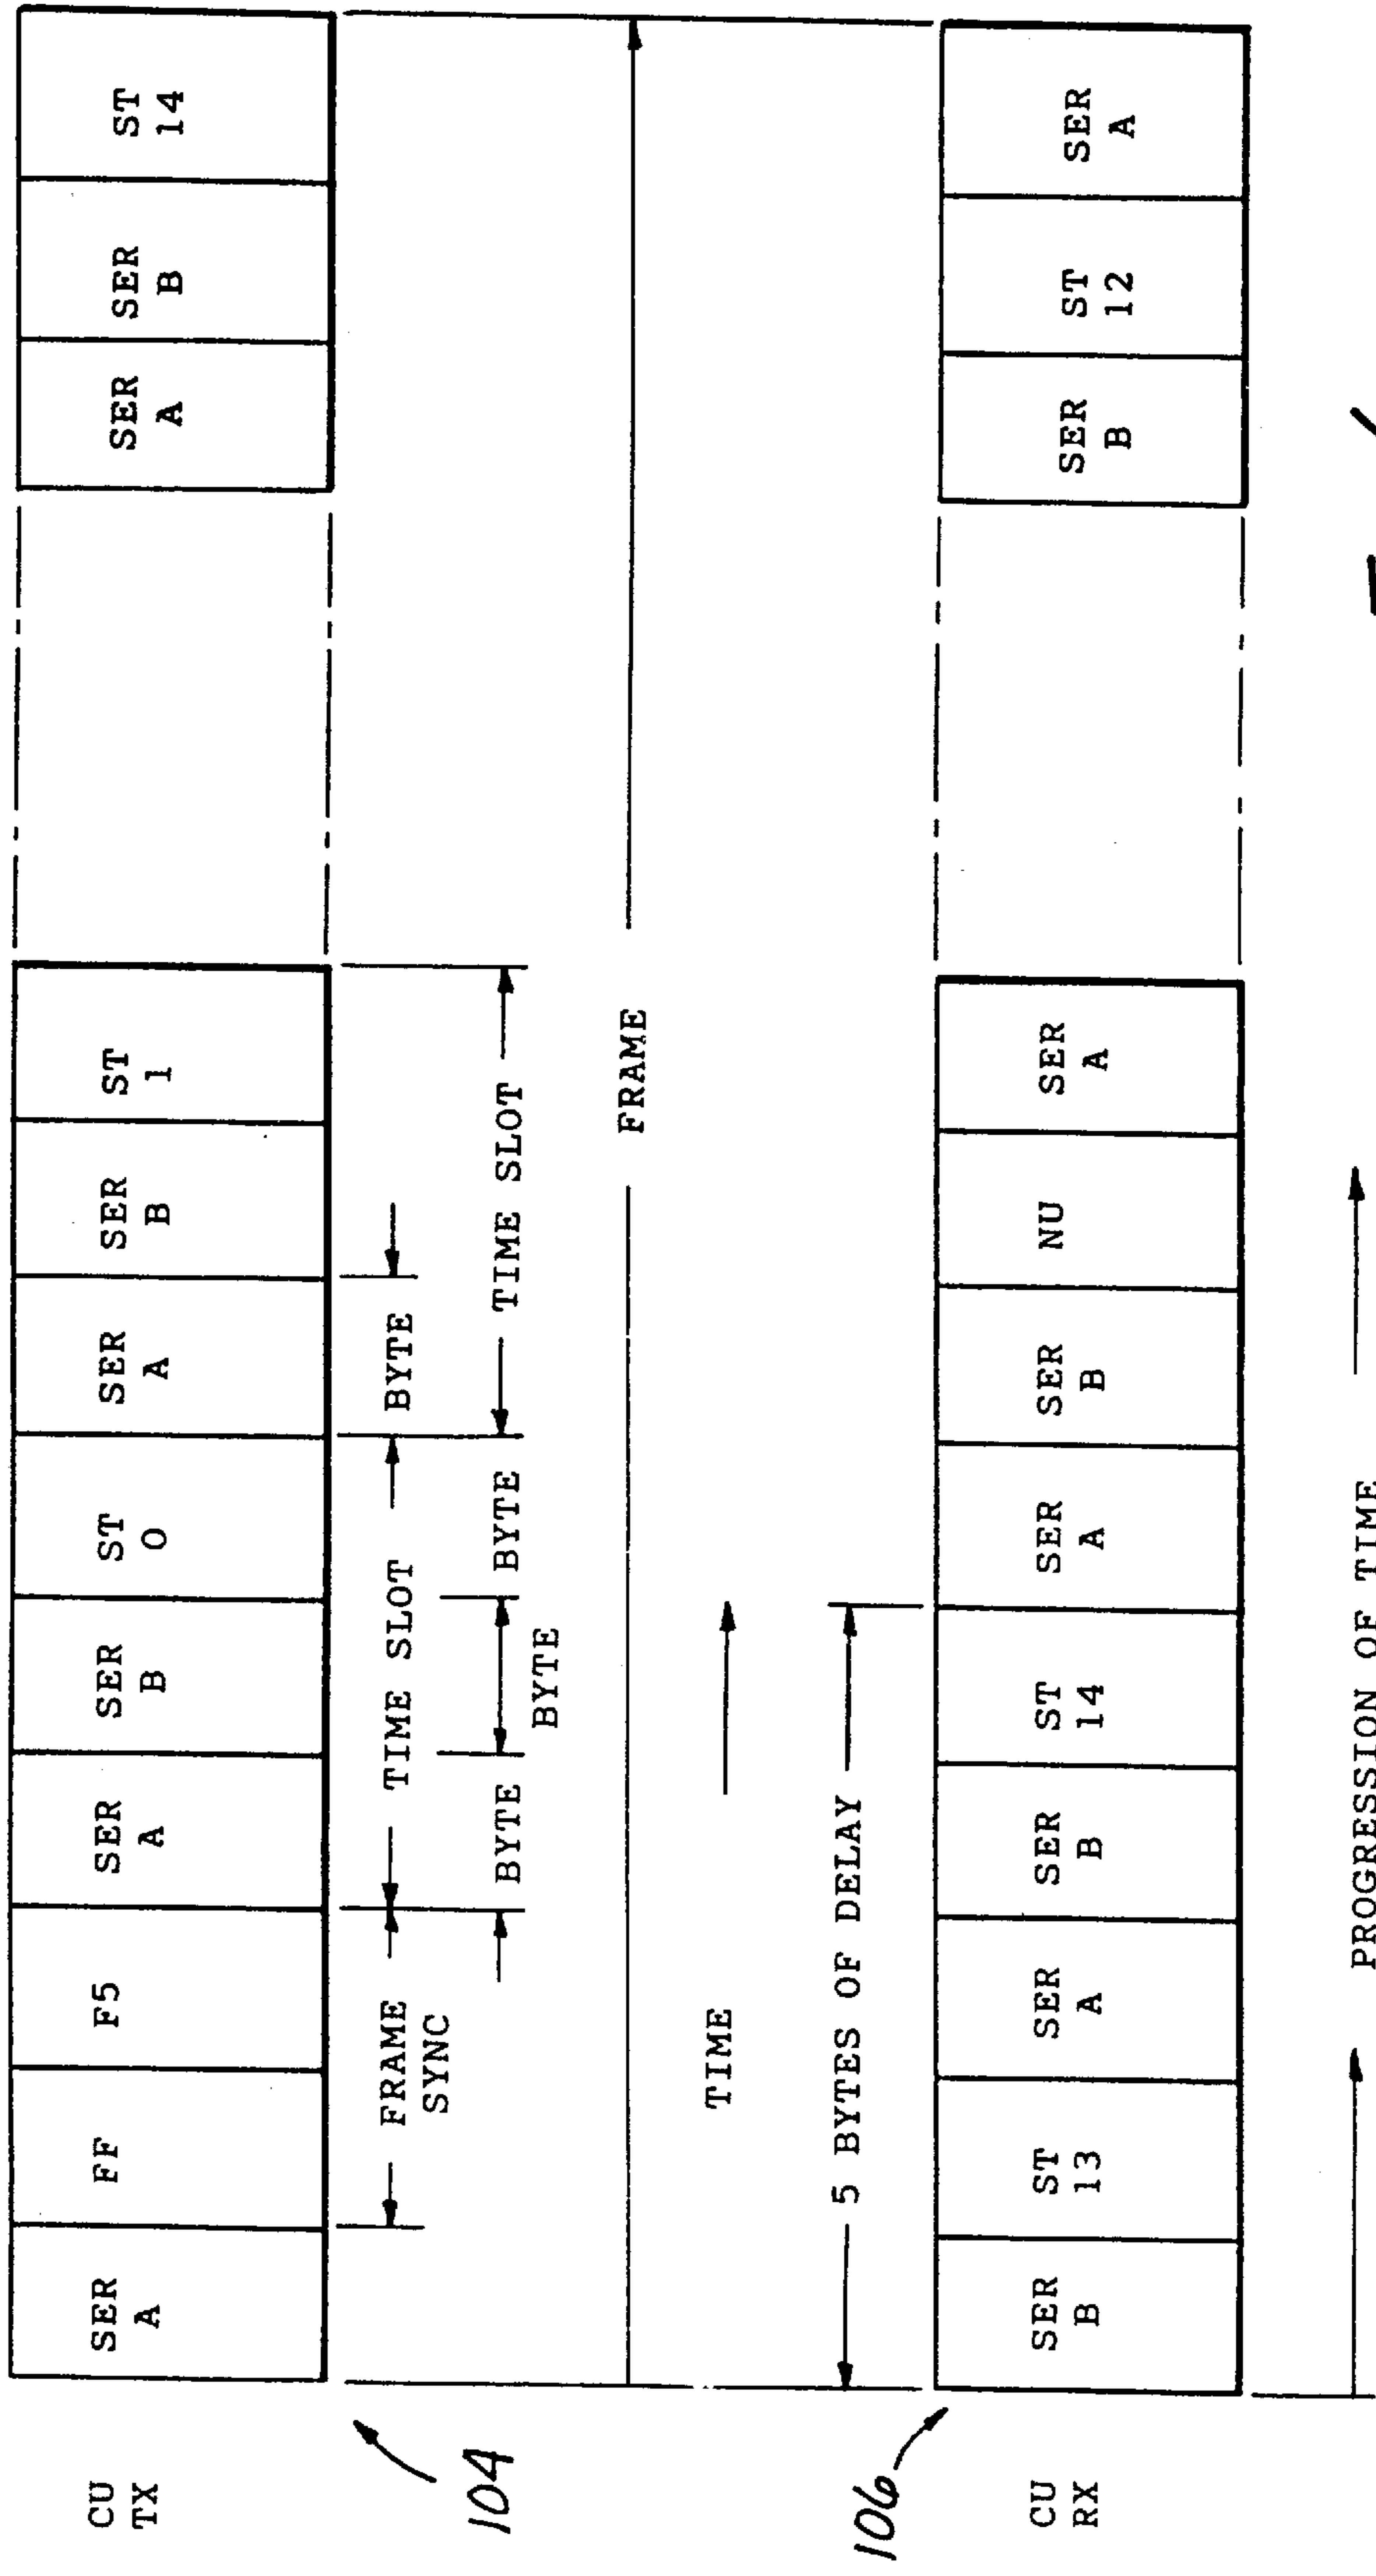 CU
TX
SER
A
FF
F5
SER
A
SER
B
ST
0
SER
A
SER
B
ST
1
SER
A
SER
B
ST
14
104
FRAME
SYNC
TIME SLOT
BYTE
BYTE
BYTE
BYTE
TIME SLOT
FRAME
TIME
5 BYTES OF DELAY
106
CU
RX
SER
B
ST
13
SER
A
SER
B
ST
14
SER
A
SER
B
NU
SER
A
SER
B
ST
12
SER
A
PROGRESSION OF TIME